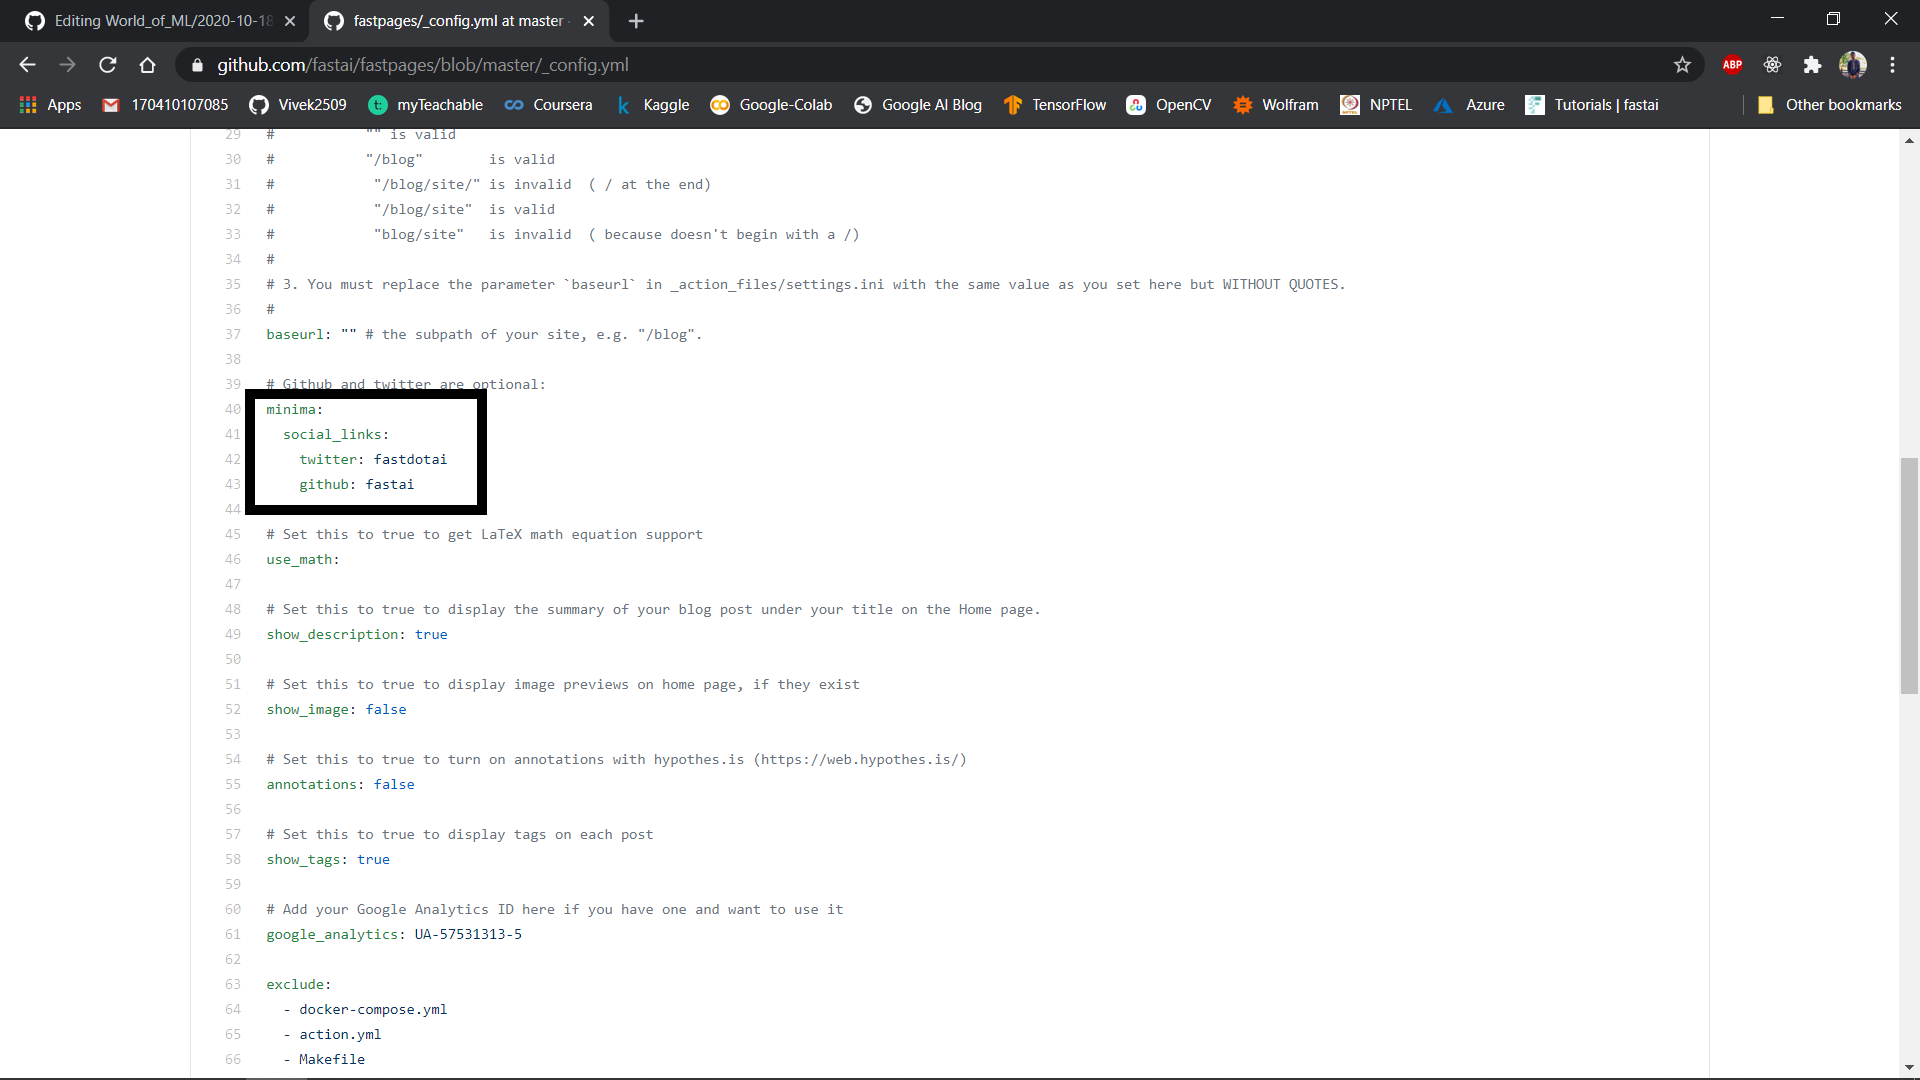 Editing World_of_ML/2020-10-18
fastpages/_config.yml at master
github.com/fastai/fastpages/blob/master/_config.yml
ABP
Apps 170410107085 Vivek2509 t: myTeachable Coursera k Kaggle Google-Colab Google AI Blog TensorFlow OpenCV Wolfram NPTEL Azure Tutorials | fastai Other bookmarks
29 # "" is valid
30 # "/blog" is valid
31 # "/blog/site/" is invalid ( / at the end)
32 # "/blog/site" is valid
33 # "blog/site" is invalid ( because doesn't begin with a /)
34 #
35 # 3. You must replace the parameter `baseurl` in _action_files/settings.ini with the same value as you set here but WITHOUT QUOTES.
36 #
37 baseurl: "" # the subpath of your site, e.g. "/blog".
38
39 # Github and twitter are optional:
40 minima:
41 social_links:
42 twitter: fastdotai
43 github: fastai
44
45 # Set this to true to get LaTeX math equation support
46 use_math:
47
48 # Set this to true to display the summary of your blog post under your title on the Home page.
49 show_description: true
50
51 # Set this to true to display image previews on home page, if they exist
52 show_image: false
53
54 # Set this to true to turn on annotations with hypothes.is (https://web.hypothes.is/)
55 annotations: false
56
57 # Set this to true to display tags on each post
58 show_tags: true
59
60 # Add your Google Analytics ID here if you have one and want to use it
61 google_analytics: UA-57531313-5
62
63 exclude:
64 - docker-compose.yml
65 - action.yml
66 - Makefile